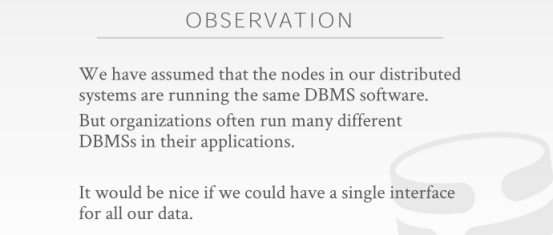 OBSERVATION
We have assumed that the nodes in our distributed
systems are running the same DBMS software.
But organizations often run many different
DBMSs in their applications.
It would be nice if we could have a single interface
for all our data.